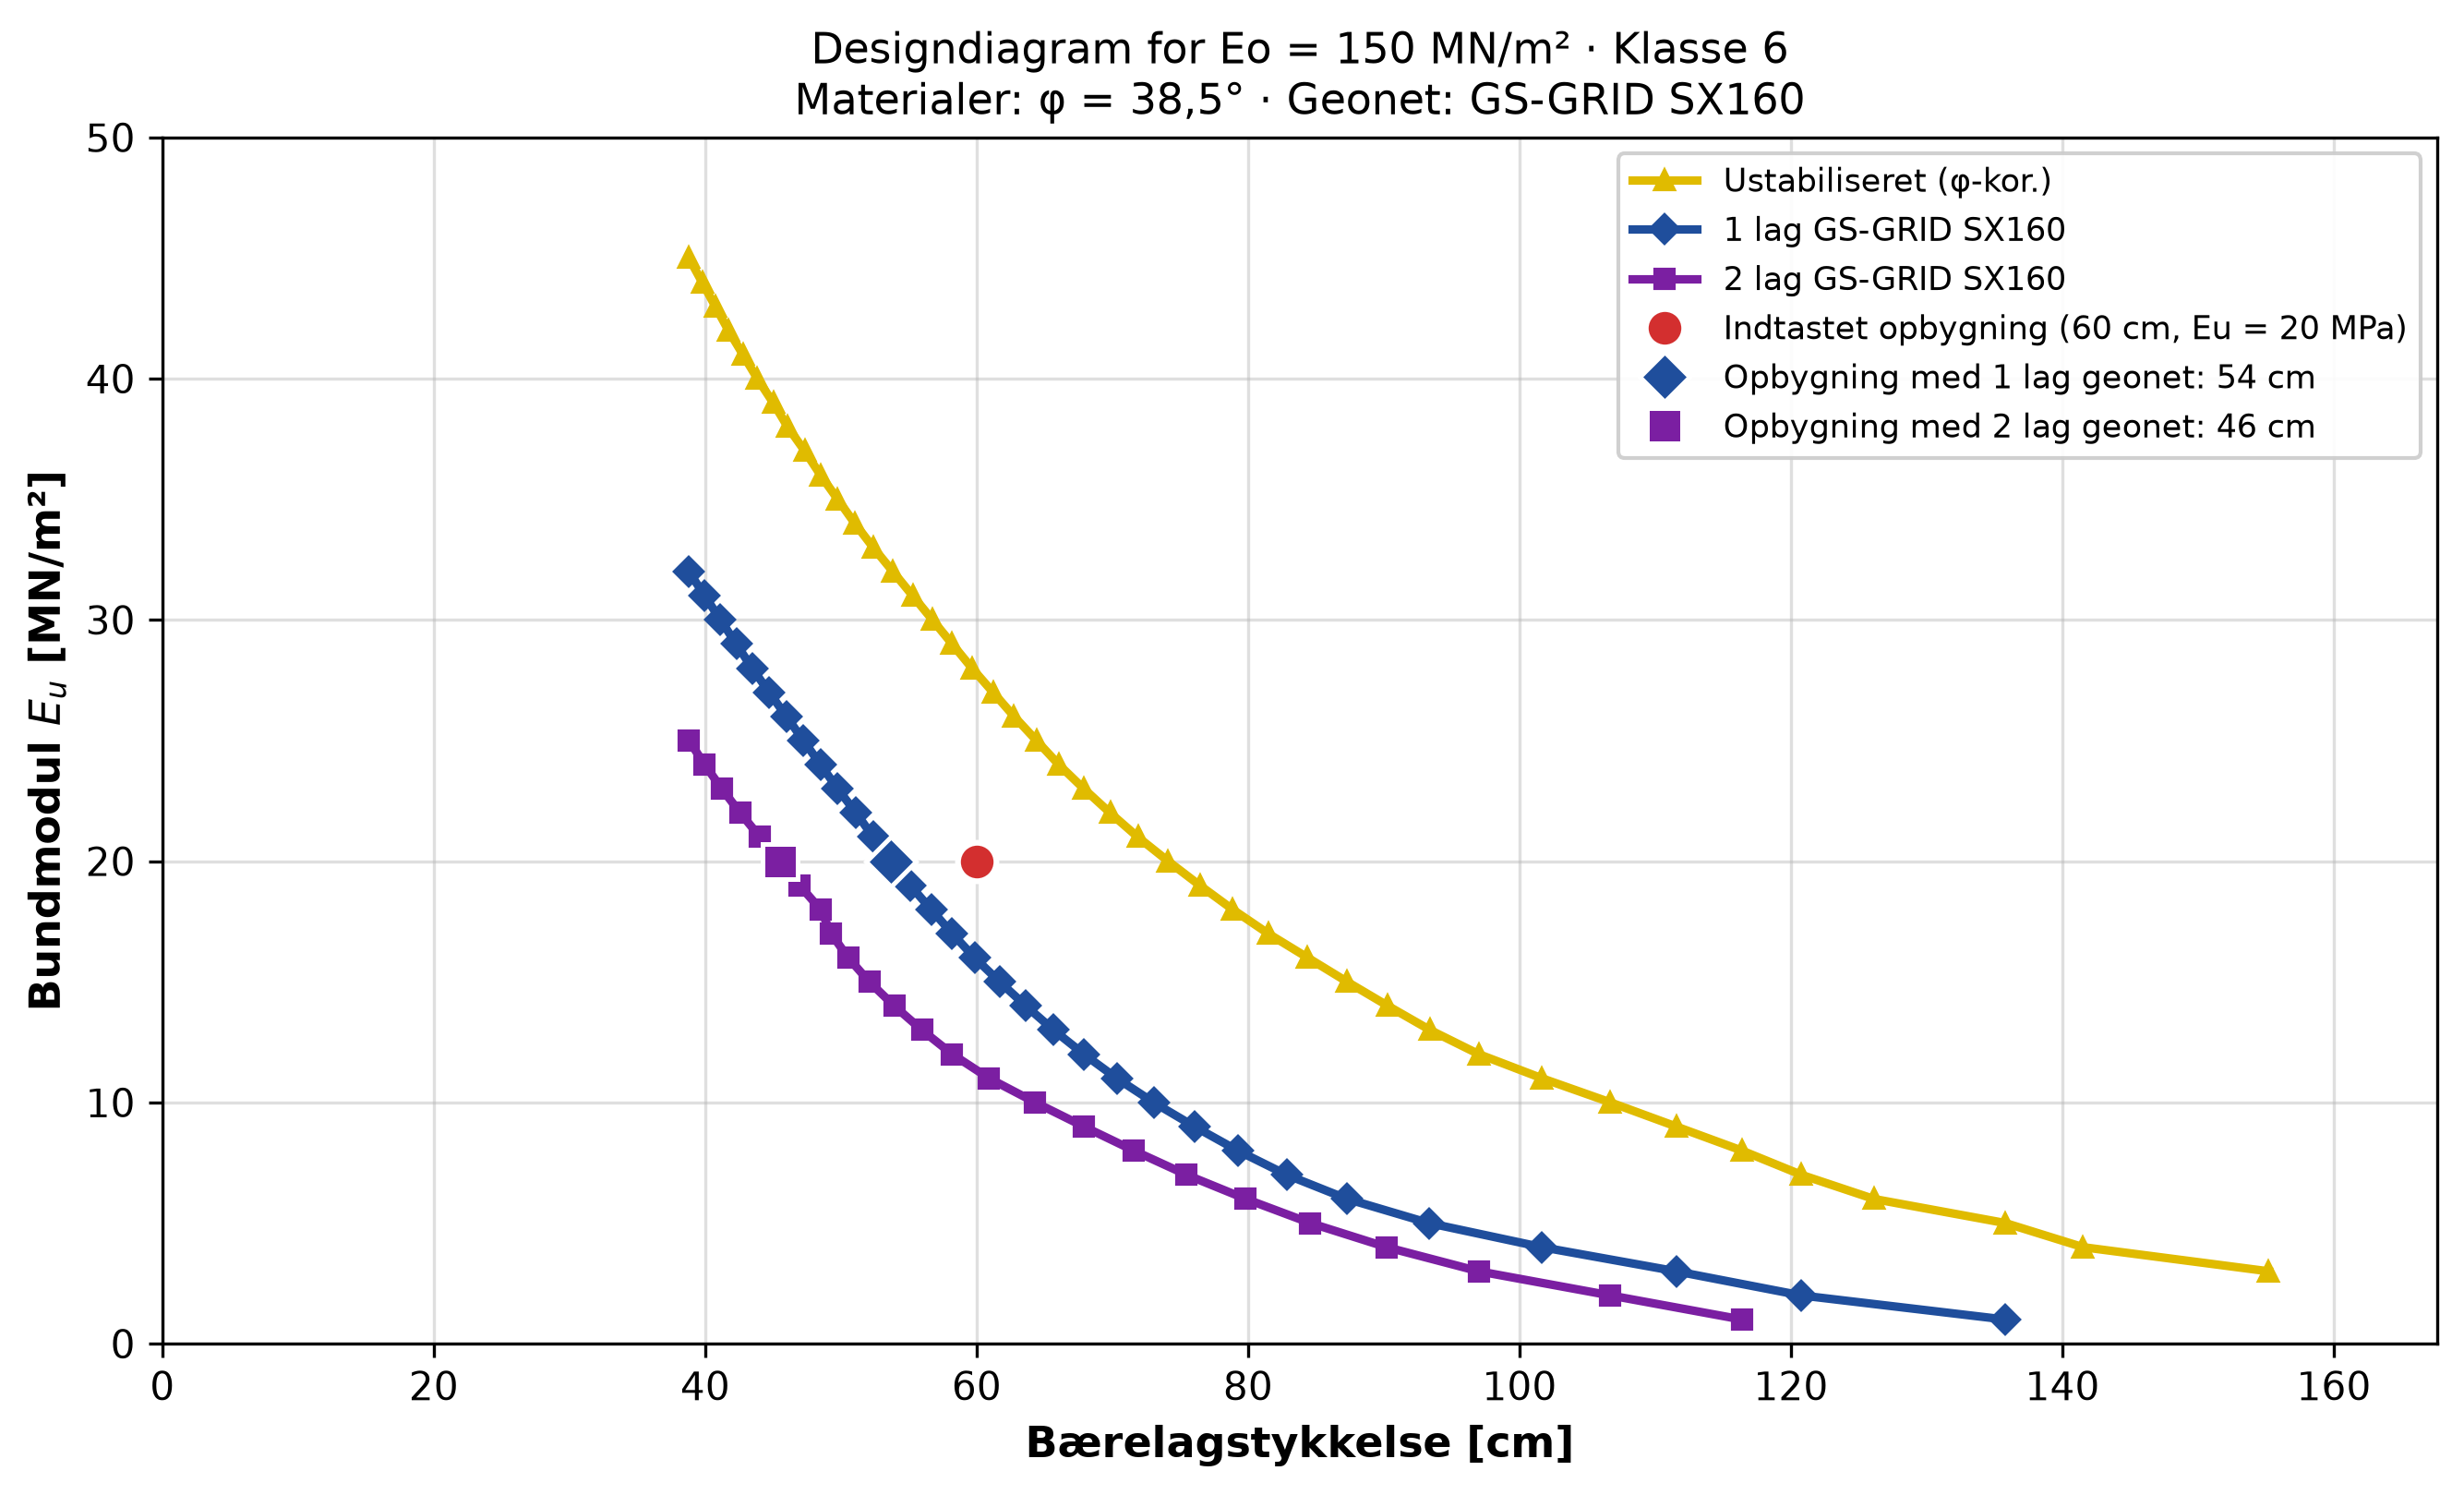 Designdiagram for Eo = 150 MN/m² · Klasse 6
Materialer: φ = 38,5° · Geonet: GS-GRID SX160
Ustabiliseret (φ-kor.)
1 lag GS-GRID SX160
2 lag GS-GRID SX160
Indtastet opbygning (60 cm, Eu = 20 MPa)
Opbygning med 1 lag geonet: 54 cm
Opbygning med 2 lag geonet: 46 cm
Bundmodul E_u [MN/m²]
50
40
30
20
10
0
0 20 40 60 80 100 120 140 160
Bærelagstykkelse [cm]